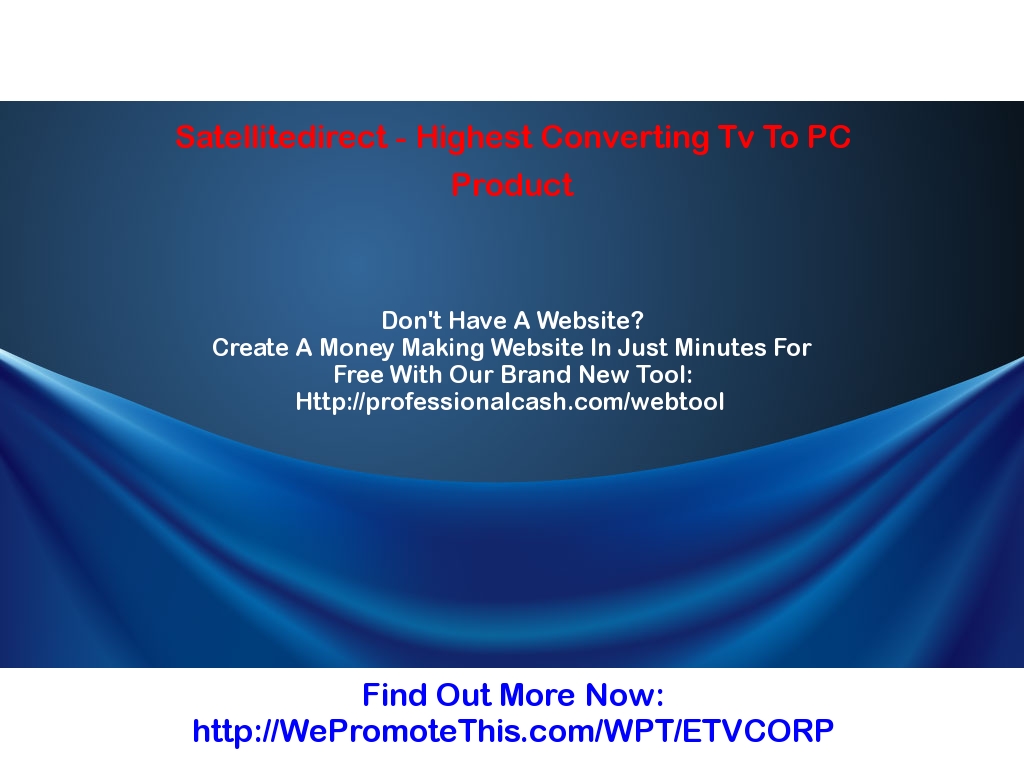 Satellitedirect - Highest Converting Tv To PC
Product
Don't Have A Website?
Create A Money Making Website In Just Minutes For
Free With Our Brand New Tool:
Http://professionalcash.com/webtool
Find Out More Now:
http://WePromoteThis.com/WPT/ETVCORP